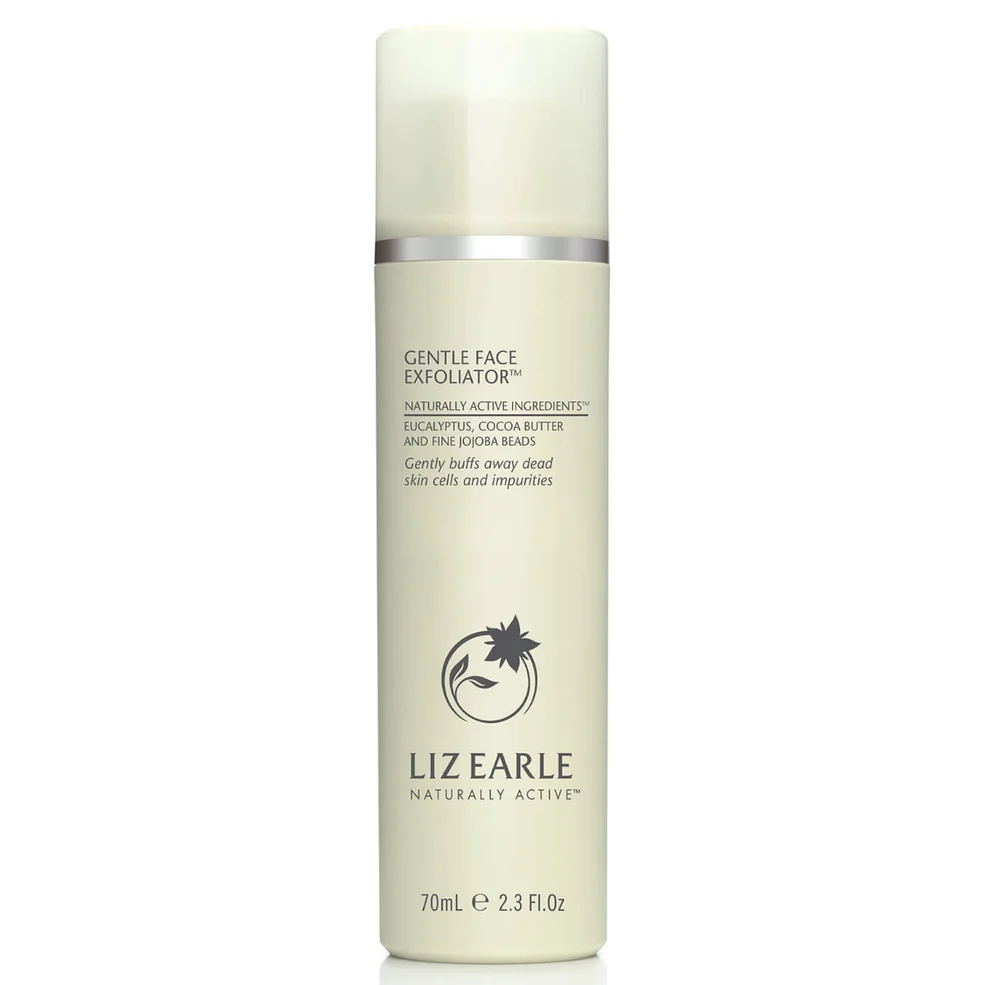 GENTLE FACE
EXFOLIATOR™
NATURALLY ACTIVE INGREDIENTS™
EUCALYPTUS, COCOA BUTTER
AND FINE JOJOBA BEADS
Gently buffs away dead
skin cells and impurities
LIZ EARLE
NATURALLY ACTIVE™
70mL ℮ 2.3 Fl.Oz